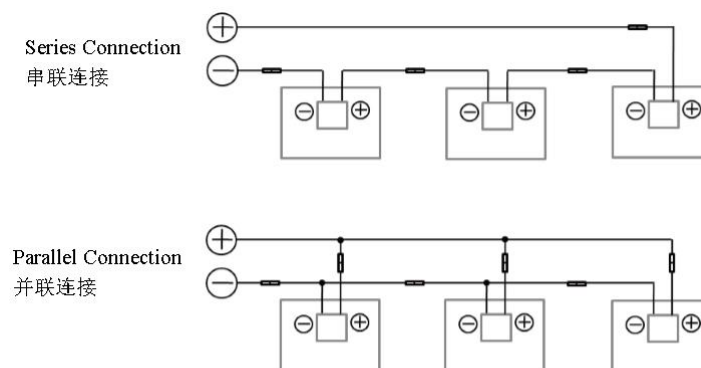 Series Connection
串联连接
Parallel Connection
并联连接